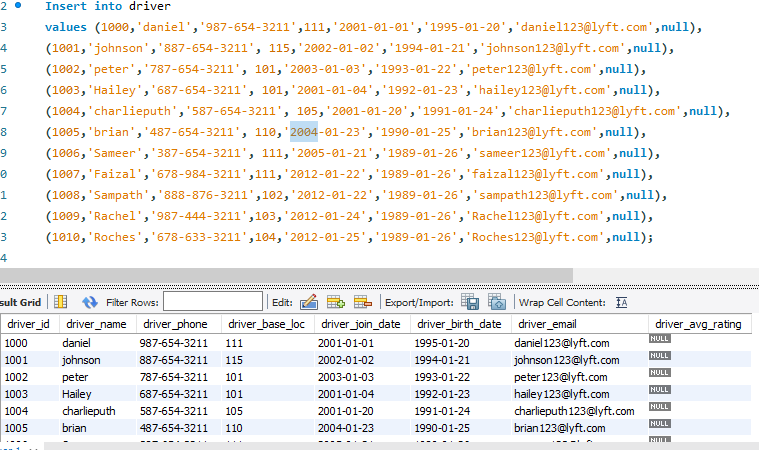 2 Insert into driver
3 values (1000,'daniel','987-654-3211',111,'2001-01-01','1995-01-20','daniel123@lyft.com',null),
4 (1001,'johnson','887-654-3211', 115,'2002-01-02','1994-01-21','johnson123@lyft.com',null),
5 (1002,'peter','787-654-3211', 101,'2003-01-03','1993-01-22','peter123@lyft.com',null),
6 (1003,'Hailey','687-654-3211', 101,'2001-01-04','1992-01-23','hailey123@lyft.com',null),
7 (1004,'charlieputh','587-654-3211', 105,'2001-01-20','1991-01-24','charlieputh123@lyft.com',null),
8 (1005,'brian','487-654-3211', 110,'2004-01-23','1990-01-25','brian123@lyft.com',null),
9 (1006,'Sameer','387-654-3211', 111,'2005-01-21','1989-01-26','sameer123@lyft.com',null),
0 (1007,'Faizal','678-984-3211',111,'2012-01-22','1989-01-26','faizal123@lyft.com',null),
1 (1008,'Sampath','888-876-3211',102,'2012-01-22','1989-01-26','sampath123@lyft.com',null),
2 (1009,'Rachel','987-444-3211',103,'2012-01-24','1989-01-26','Rachel123@lyft.com',null),
3 (1010,'Roches','678-633-3211',104,'2012-01-25','1989-01-26','Roches123@lyft.com',null);
4
sult Grid Filter Rows: Edit: Export/Import: Wrap Cell Content:
driver_id driver_name driver_phone driver_base_loc driver_join_date driver_birth_date driver_email driver_avg_rating
1000 daniel 987-654-3211 111 2001-01-01 1995-01-20 daniel123@lyft.com NULL
1001 johnson 887-654-3211 115 2002-01-02 1994-01-21 johnson123@lyft.com NULL
1002 peter 787-654-3211 101 2003-01-03 1993-01-22 peter123@lyft.com NULL
1003 Hailey 687-654-3211 101 2001-01-04 1992-01-23 hailey123@lyft.com NULL
1004 charlieputh 587-654-3211 105 2001-01-20 1991-01-24 charlieputh123@lyft.com NULL
1005 brian 487-654-3211 110 2004-01-23 1990-01-25 brian123@lyft.com NULL